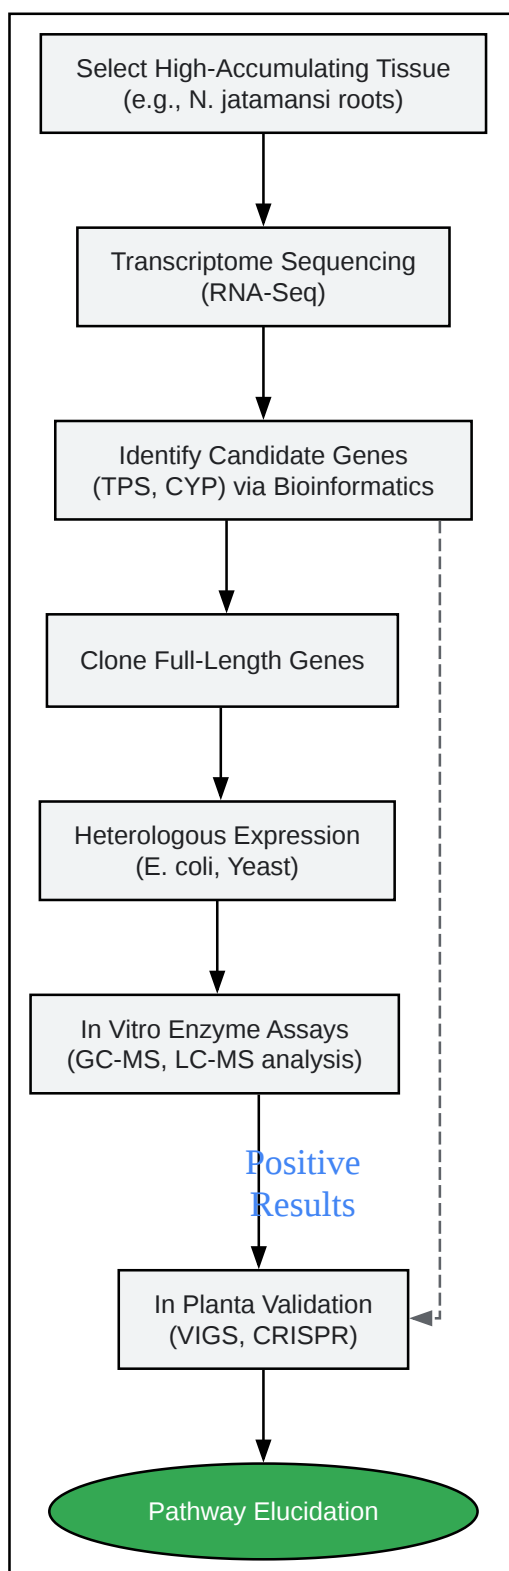 Select High-Accumulating Tissue
(e.g., N. jatamansi roots)
Transcriptome Sequencing
(RNA-Seq)
Identify Candidate Genes
(TPS, CYP) via Bioinformatics
Clone Full-Length Genes
Heterologous Expression
(E. coli, Yeast)
In Vitro Enzyme Assays
(GC-MS, LC-MS analysis)
Positive
Results
In Planta Validation
(VIGS, CRISPR)
Pathway Elucidation